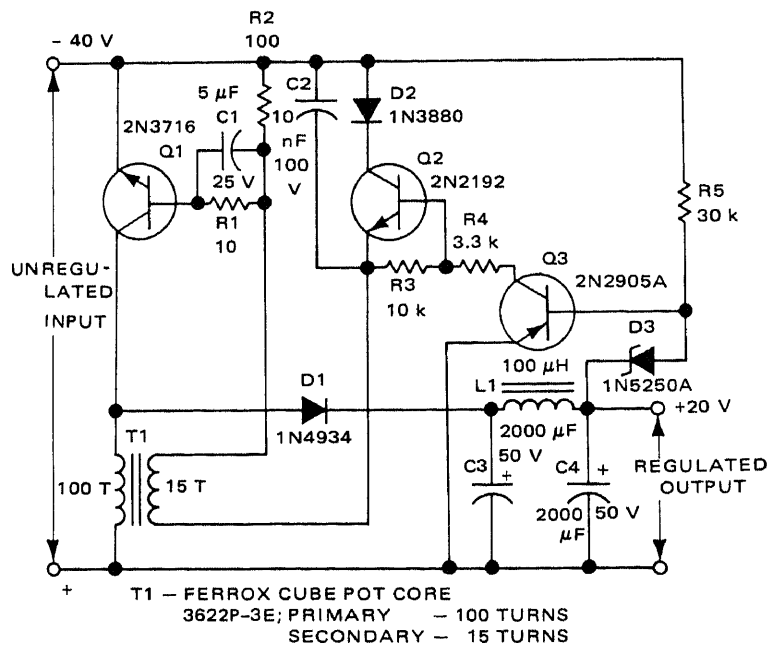 R2
100
– 40 V
5 μF
C1
C2
10
nF
100
V
D2
1N3880
2N3716
Q1
25 V
R1
10
Q2
2N2192
R4
3.3 k
R5
30 k
UNREGU-
LATED
INPUT
R3
10 k
Q3
2N2905A
D3
1N5250A
100 μH
L1
D1
1N4934
+20 V
2000 μF
50 V
T1
100 T
15 T
C3
+
C4
+
2000
μF
50 V
REGULATED
OUTPUT
+
T1 – FERROX CUBE POT CORE
3622P-3E; PRIMARY – 100 TURNS
SECONDARY – 15 TURNS